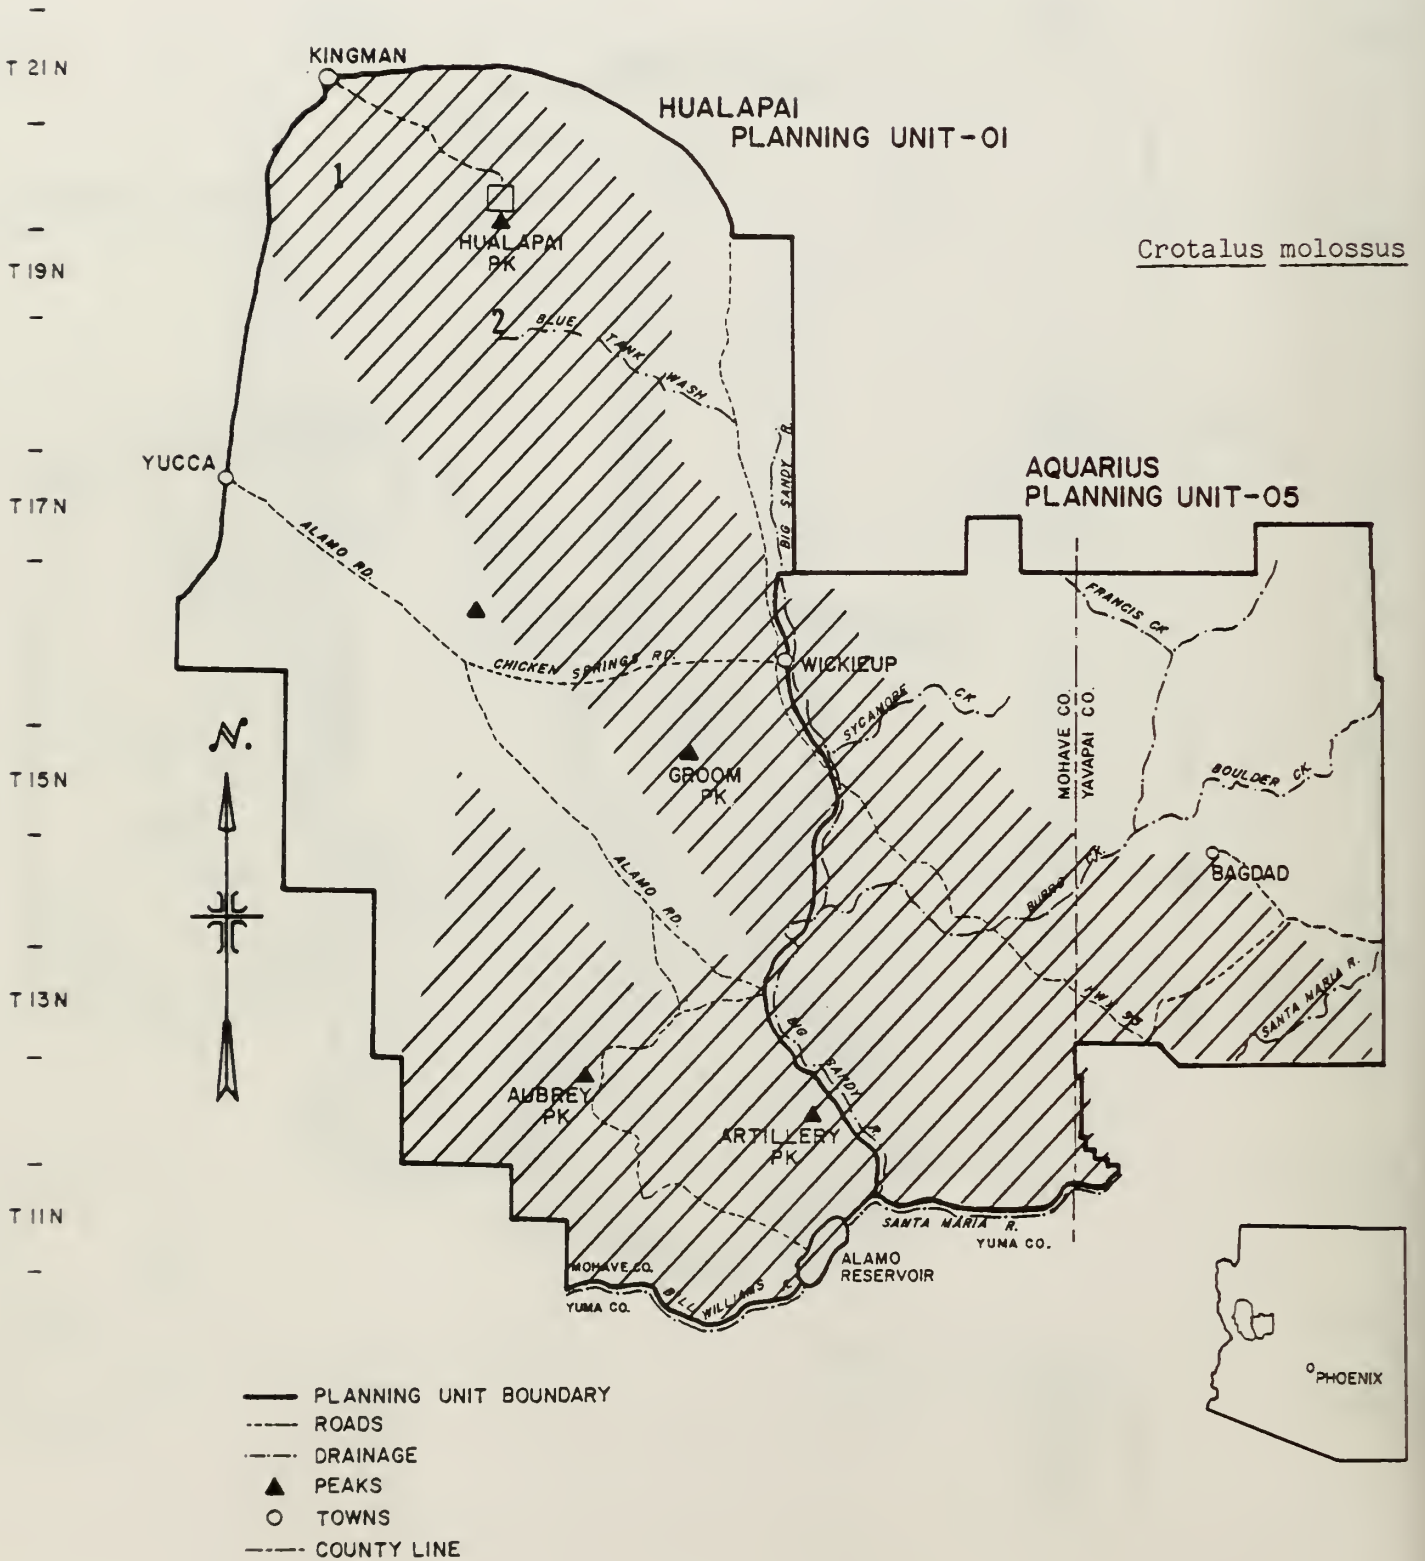 KINGMAN
T 21 N
HUALAPAI
PLANNING UNIT-01
1
HUALAPAI
PK
Crotalus molossus
T 19 N
2
BLUE TANK WASH
BIG SANDY R.
YUCCA
AQUARIUS
PLANNING UNIT-05
T 17 N
ALAMO RD.
FRANCIS CK
CHICKEN SPRINGS RD.
WICKIEUP
SYCAMORE CK
MOHAVE CO.
YAVAPAI CO.
N.
GROOM
PK
T 15 N
BOULDER CK
ALAMO RD.
BURRO CK.
BAGDAD
T 13 N
HWY 93
SANTA MARIA R.
BIG SANDY R.
AUBREY
PK
ARTILLERY
PK
T 11 N
SANTA MARIA R.
YUMA CO.
ALAMO
RESERVOIR
MOHAVE CO.
YUMA CO.
BILL WILLIAMS R.
PHOENIX
PLANNING UNIT BOUNDARY
ROADS
DRAINAGE
PEAKS
TOWNS
COUNTY LINE